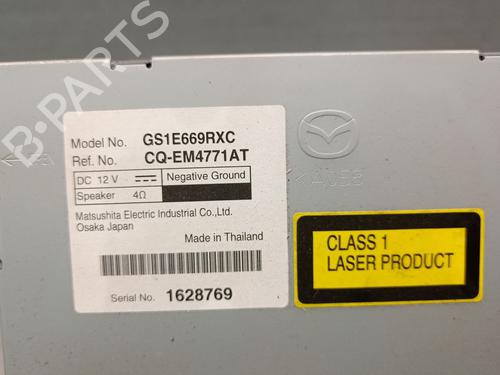 B-PARTS
Model No. GS1E669RXC
Ref. No. CQ-EM4771AT
DC 12 V Negative Ground
Speaker 4Ω
Matsushita Electric Industrial Co.,Ltd.
Osaka Japan
Made in Thailand
Serial No. 1628769
CLASS 1
LASER PRODUCT